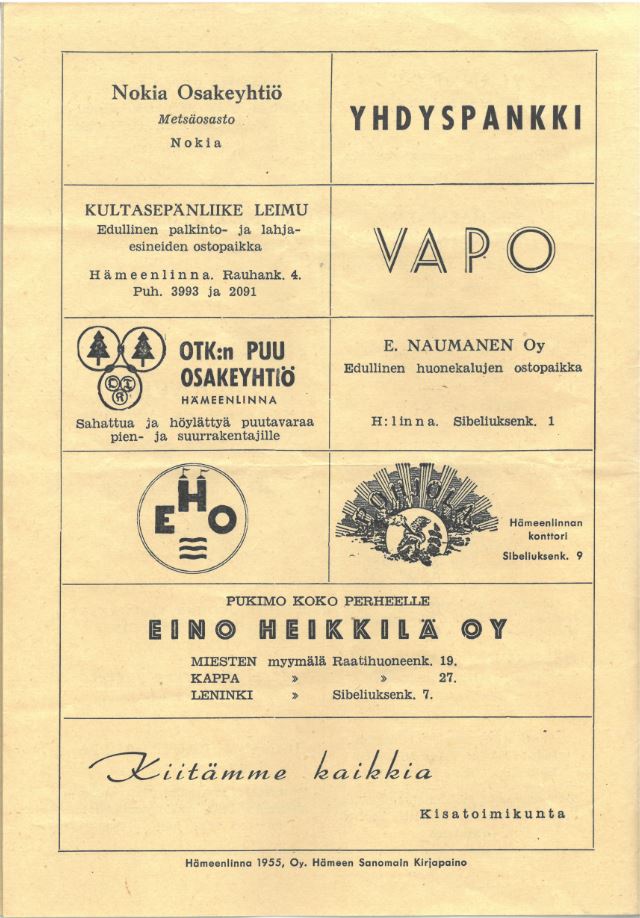 Nokia Osakeyhtiö
Metsäosasto
Nokia
YHDYSPANKKI
KULTASEPÄNLIIKE LEIMU
Edullinen palkinto- ja lahja-
esineiden ostopaikka
Hämeenlinna. Rauhank. 4.
Puh. 3993 ja 2091
VAPO
OTK:n PUU
OSAKEYHTIÖ
HÄMEENLINNA
Sahattua ja höylättyä puutavaraa
pien- ja suurrakentajille
E. NAUMANEN Oy
Edullinen huonekalujen ostopaikka
H:linna. Sibeliuksenk. 1
EHO
POHJOLA
Hämeenlinnan
konttori
Sibeliuksenk. 9
PUKIMO KOKO PERHEELLE
EINO HEIKKILÄ OY
MIESTEN myymälä Raatihuoneenk. 19.
KAPPA » » 27.
LENINKI » Sibeliuksenk. 7.
Kiitämme kaikkia
Kisatoimikunta
Hämeenlinna 1955, Oy. Hämeen Sanomain Kirjapaino